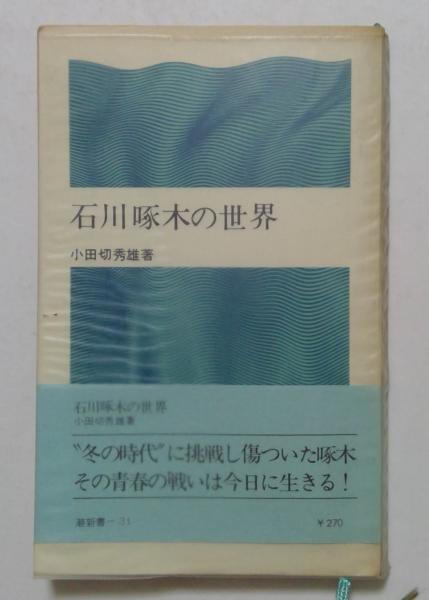 石川啄木の世界
小田切秀雄著
石川啄木の世界
小田切秀雄著
〝冬の時代〟に挑戦し傷ついた啄木
その青春の戦いは今日に生きる！
潮新書ー31
￥270